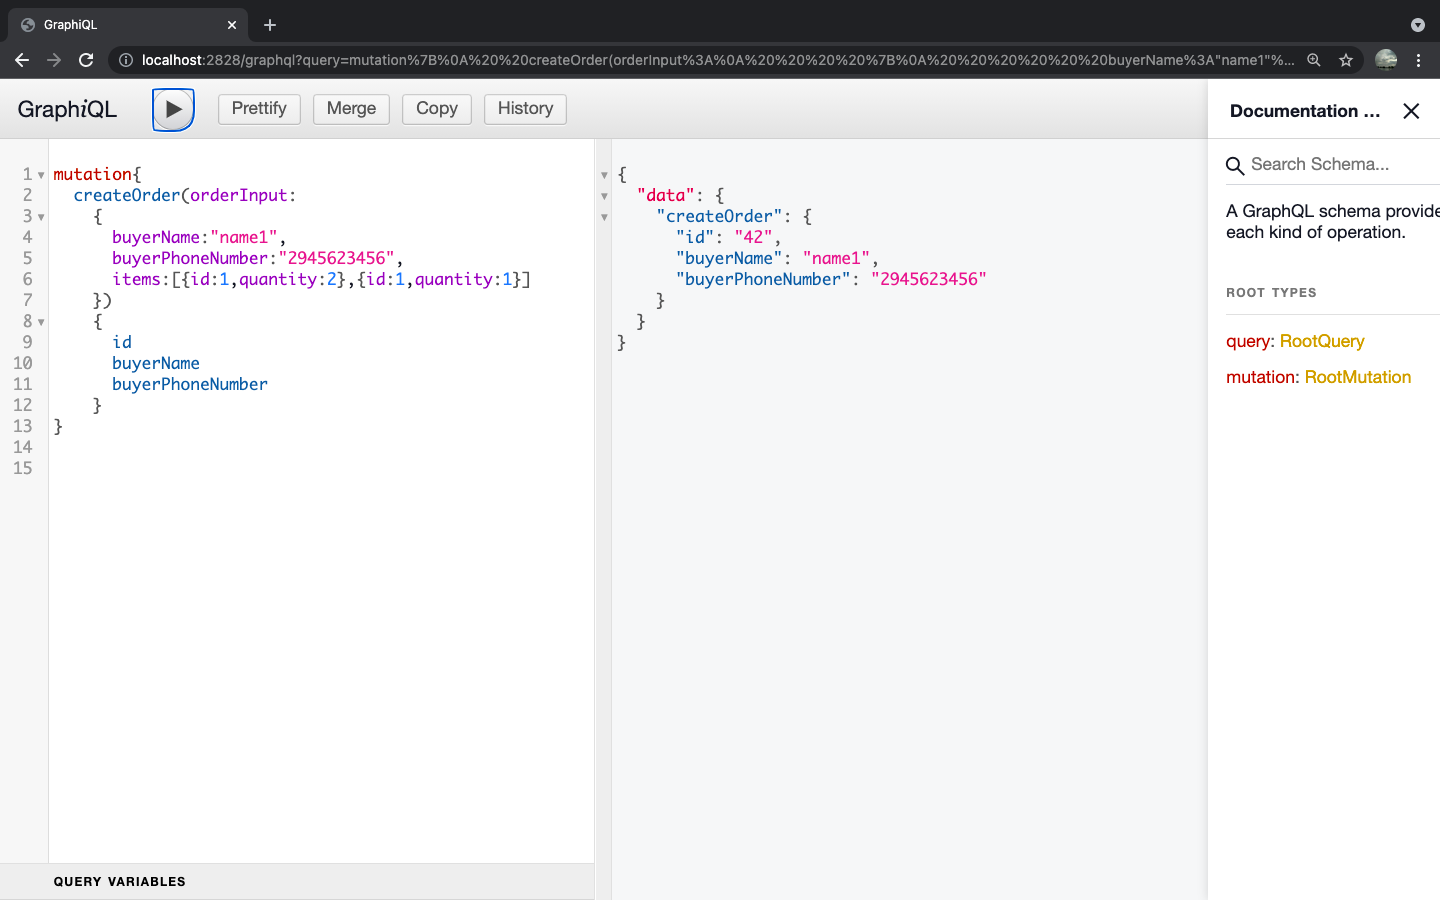 GraphiQL
localhost:2828/graphql?query=mutation%7B%0A%20%20createOrder(orderInput%3A%0A%20%20%20%20%7B%0A%20%20%20%20%20%20buyerName%3A"name1"%...
GraphiQL
Prettify
Merge
Copy
History
Documentation ...
1 mutation{
2 createOrder(orderInput:
3 {
4 buyerName:"name1",
5 buyerPhoneNumber:"2945623456",
6 items:[{id:1,quantity:2},{id:1,quantity:1}]
7 })
8 {
9 id
10 buyerName
11 buyerPhoneNumber
12 }
13 }
14
15
QUERY VARIABLES
{
"data": {
"createOrder": {
"id": "42",
"buyerName": "name1",
"buyerPhoneNumber": "2945623456"
}
}
}
Search Schema...
A GraphQL schema provide
each kind of operation.
ROOT TYPES
query: RootQuery
mutation: RootMutation